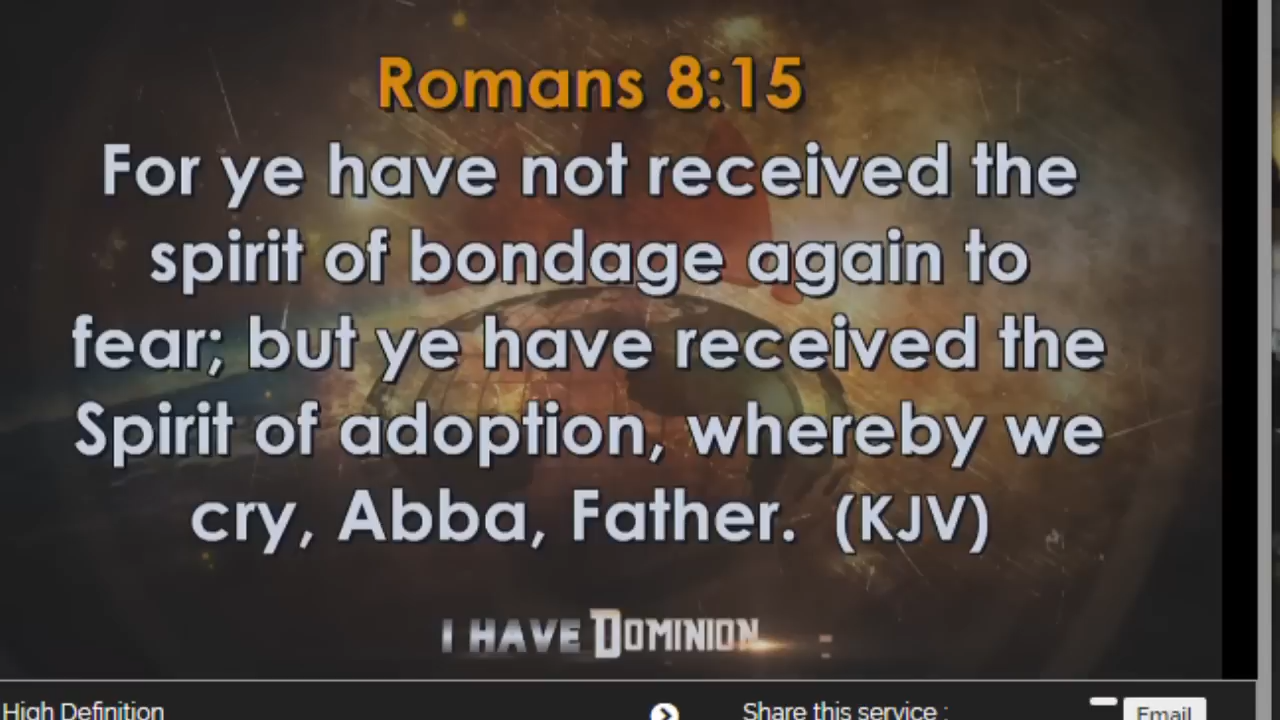 Romans 8:15
For ye have not received the
spirit of bondage again to
fear; but ye have received the
Spirit of adoption, whereby we
cry, Abba, Father. (KJV)
I HAVE DOMINION
High Definition
Share this service :
Email